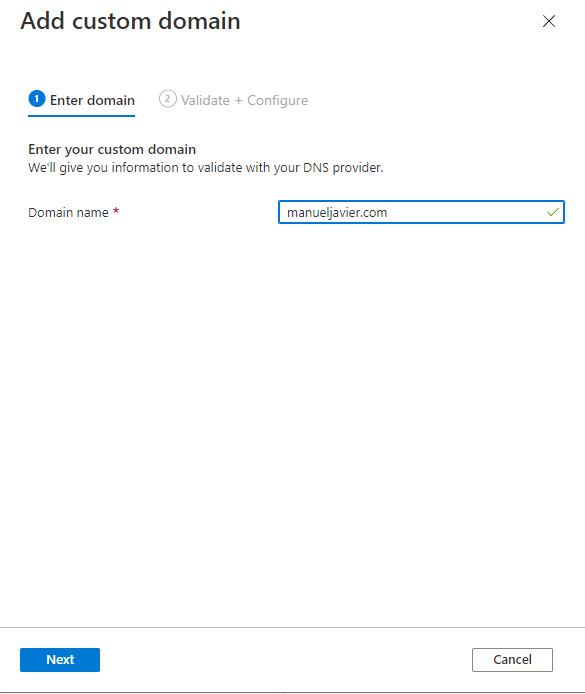 Add custom domain
1 Enter domain
2 Validate + Configure
Enter your custom domain
We'll give you information to validate with your DNS provider.
Domain name *
manueljavier.com
Next
Cancel